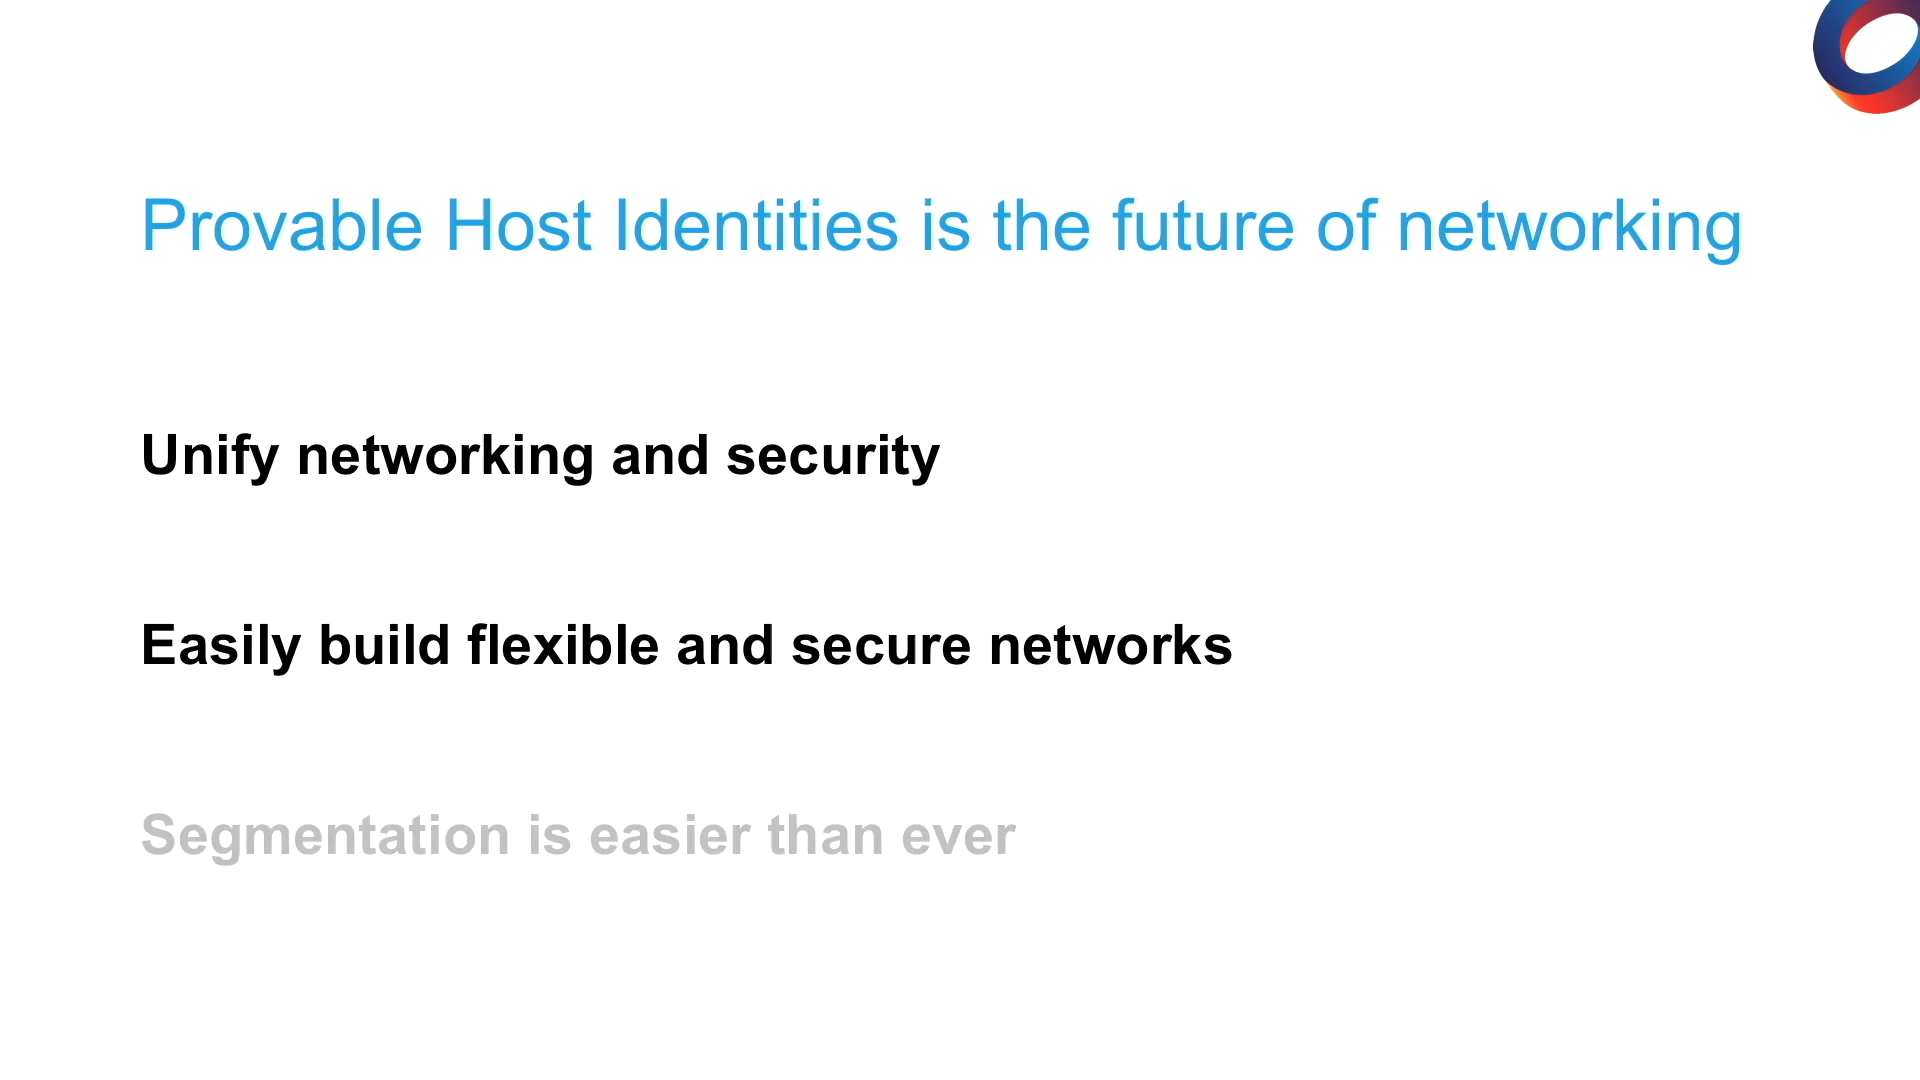 Provable Host Identities is the future of networking
Unify networking and security
Easily build flexible and secure networks
Segmentation is easier than ever